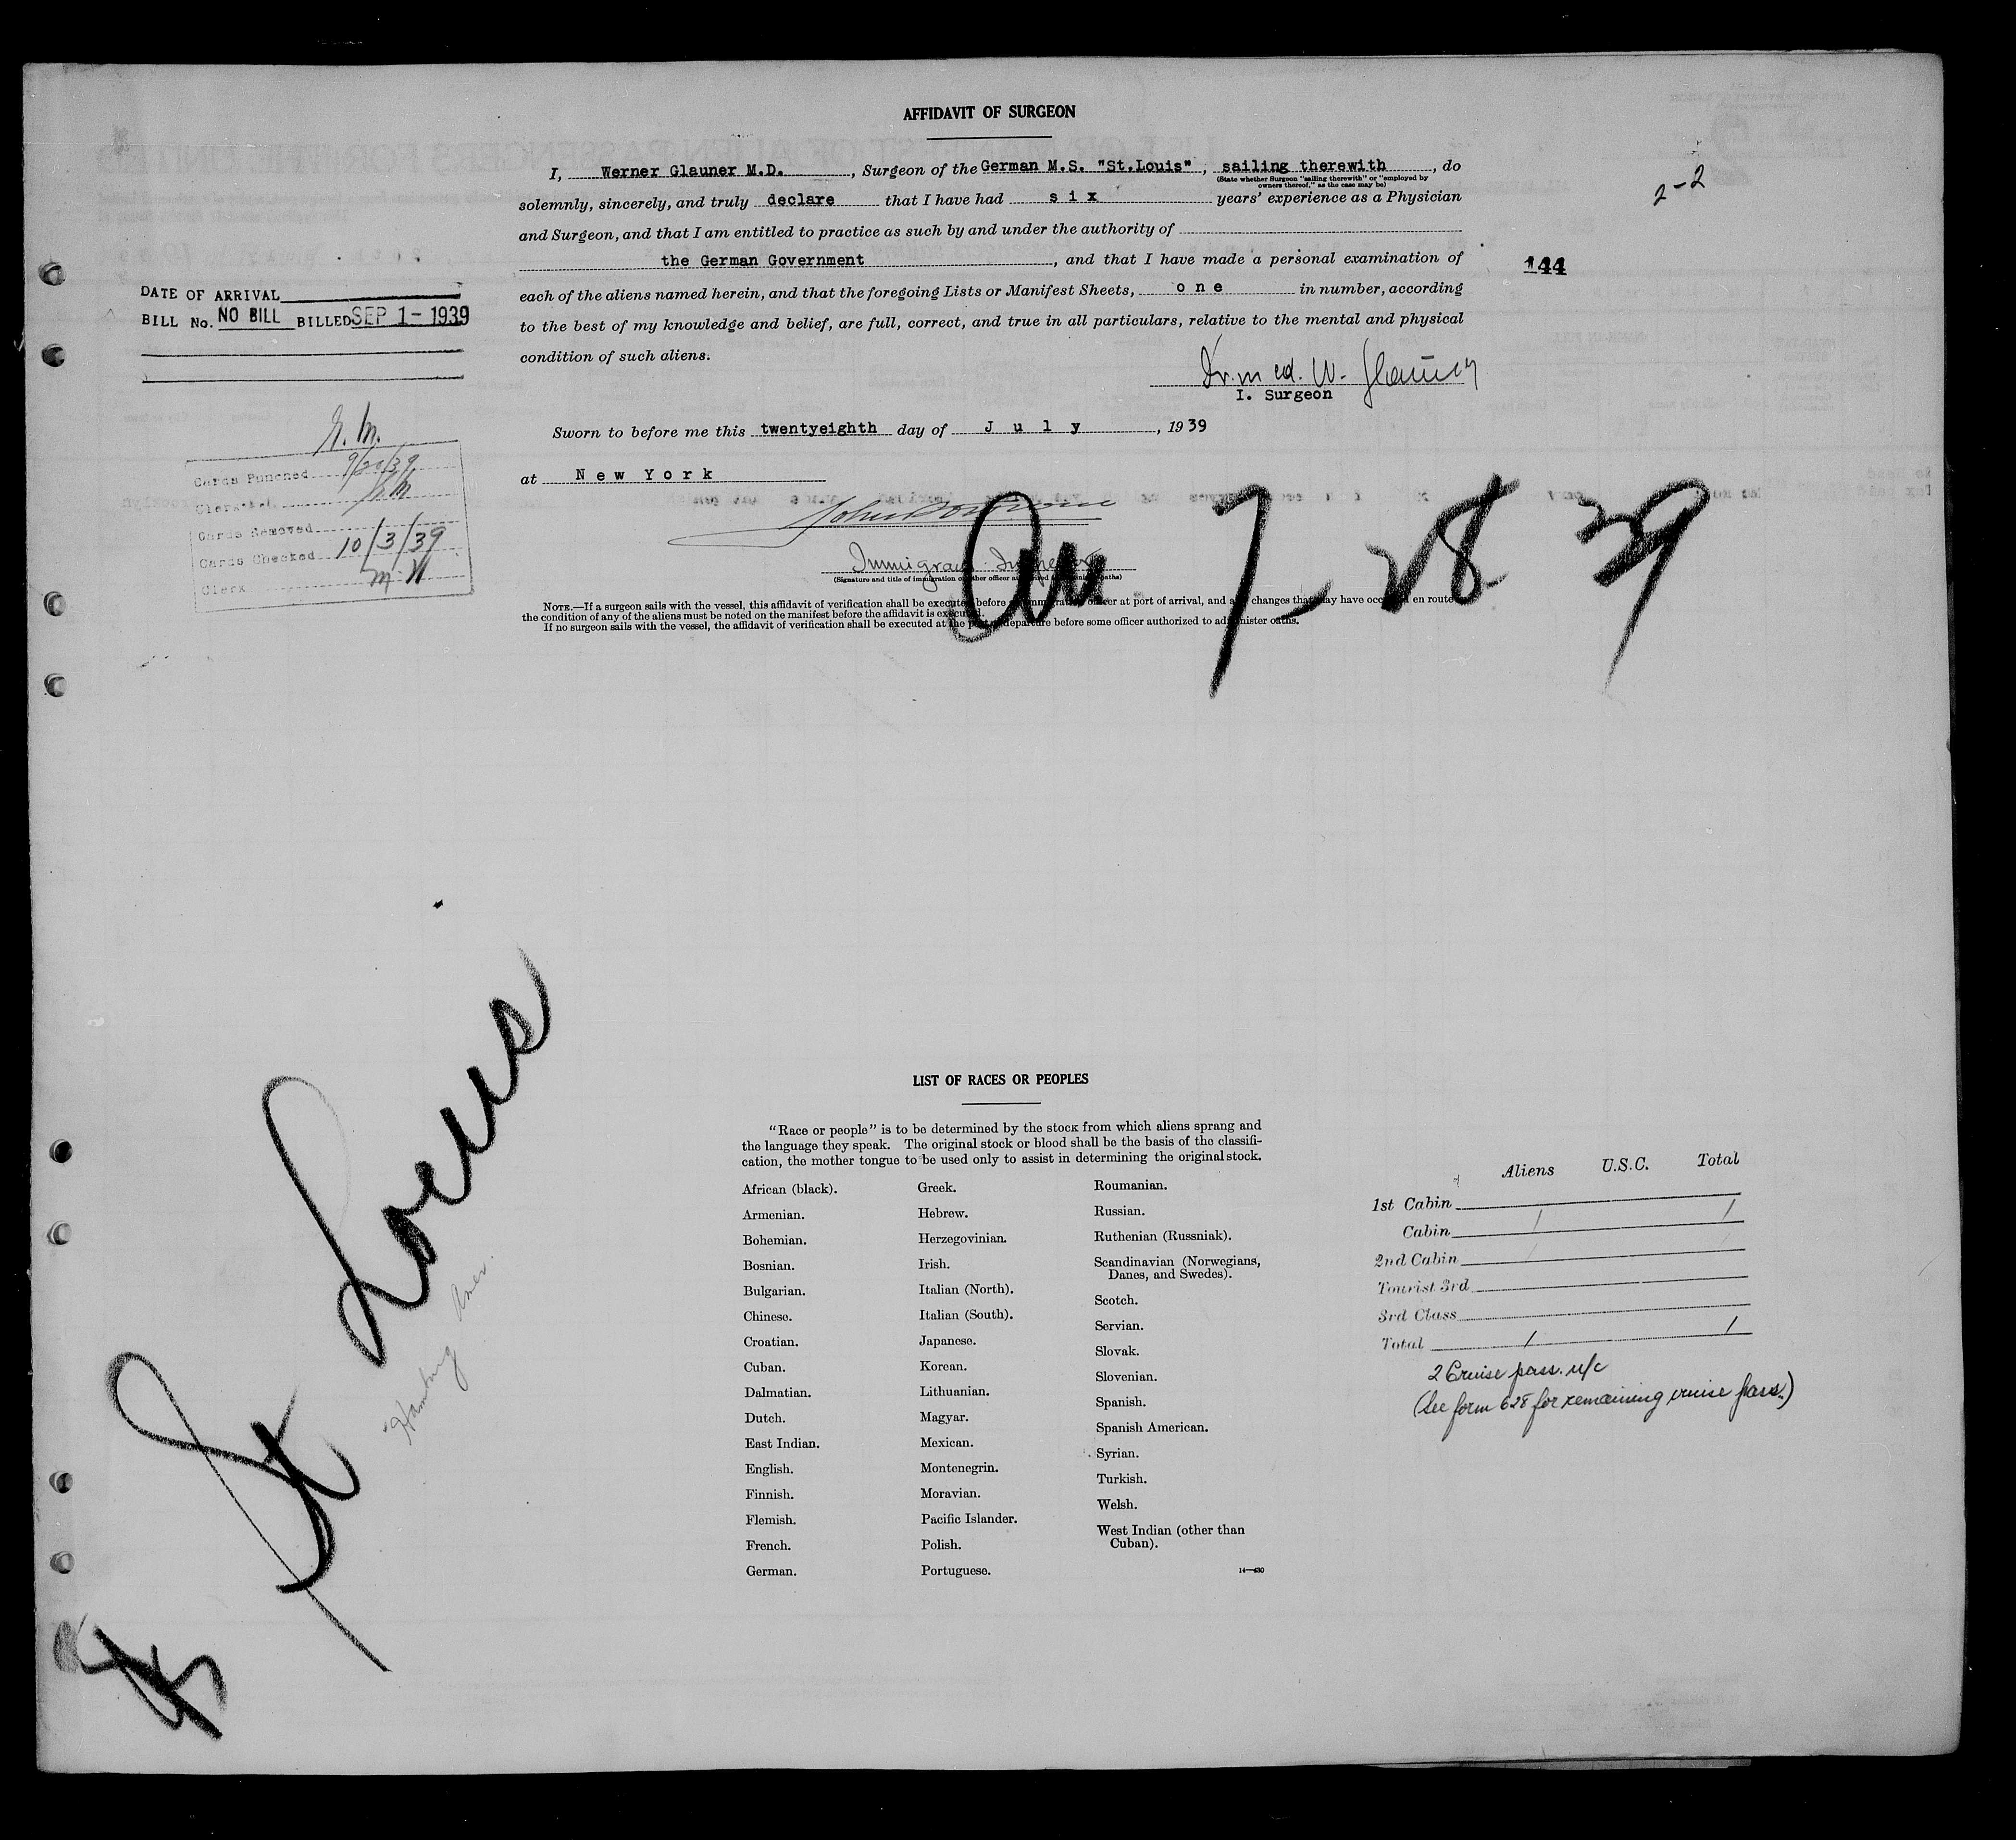 AFFIDAVIT OF SURGEON
I, Werner Glauner M.D., Surgeon of the German M.S. "St.Louis", sailing therewith, do
(State whether Surgeon "sailing therewith" or "employed by
owners thereof," as the case may be)
solemnly, sincerely, and truly declare that I have had six years' experience as a Physician
and Surgeon, and that I am entitled to practice as such by and under the authority of
the German Government, and that I have made a personal examination of
each of the aliens named herein, and that the foregoing Lists or Manifest Sheets, one in number, according
to the best of my knowledge and belief, are full, correct, and true in all particulars, relative to the mental and physical
condition of such aliens.
Dr. med. W. Glauner
I. Surgeon
Sworn to before me this twentyeighth day of July, 1939
at New York
Immigrant Inspector
(Signature and title of immigration or other officer authorized to administer oaths)
NOTE.—If a surgeon sails with the vessel, this affidavit of verification shall be executed before an immigration officer at port of arrival, and any changes that may have occurred en route
the condition of any of the aliens must be noted on the manifest before the affidavit is executed.
If no surgeon sails with the vessel, the affidavit of verification shall be executed at the port of departure before some officer authorized to administer oaths.
2-2
144
DATE OF ARRIVAL
BILL No. NO BILL BILLED SEP 1 - 1939
Cards Punched 9/20/39
Clerk
Cards Removed
Cards Checked 10/3/39
Clerk
7 28 39
St Louis
Hamburg Amer.
LIST OF RACES OR PEOPLES
"Race or people" is to be determined by the stock from which aliens sprang and
the language they speak. The original stock or blood shall be the basis of the classifi-
cation, the mother tongue to be used only to assist in determining the original stock.
African (black).
Armenian.
Bohemian.
Bosnian.
Bulgarian.
Chinese.
Croatian.
Cuban.
Dalmatian.
Dutch.
East Indian.
English.
Finnish.
Flemish.
French.
German.
Greek.
Hebrew.
Herzegovinian.
Irish.
Italian (North).
Italian (South).
Japanese.
Korean.
Lithuanian.
Magyar.
Mexican.
Montenegrin.
Moravian.
Pacific Islander.
Polish.
Portuguese.
Roumanian.
Russian.
Ruthenian (Russniak).
Scandinavian (Norwegians,
Danes, and Swedes).
Scotch.
Servian.
Slovak.
Slovenian.
Spanish.
Spanish American.
Syrian.
Turkish.
Welsh.
West Indian (other than
Cuban).
14—430
Aliens U.S.C. Total
1st Cabin
Cabin 1 1
2nd Cabin
Tourist 3rd
3rd Class
Total 1 1
2 Cruise pass. u/c
(See form 628 for remaining cruise pass.)